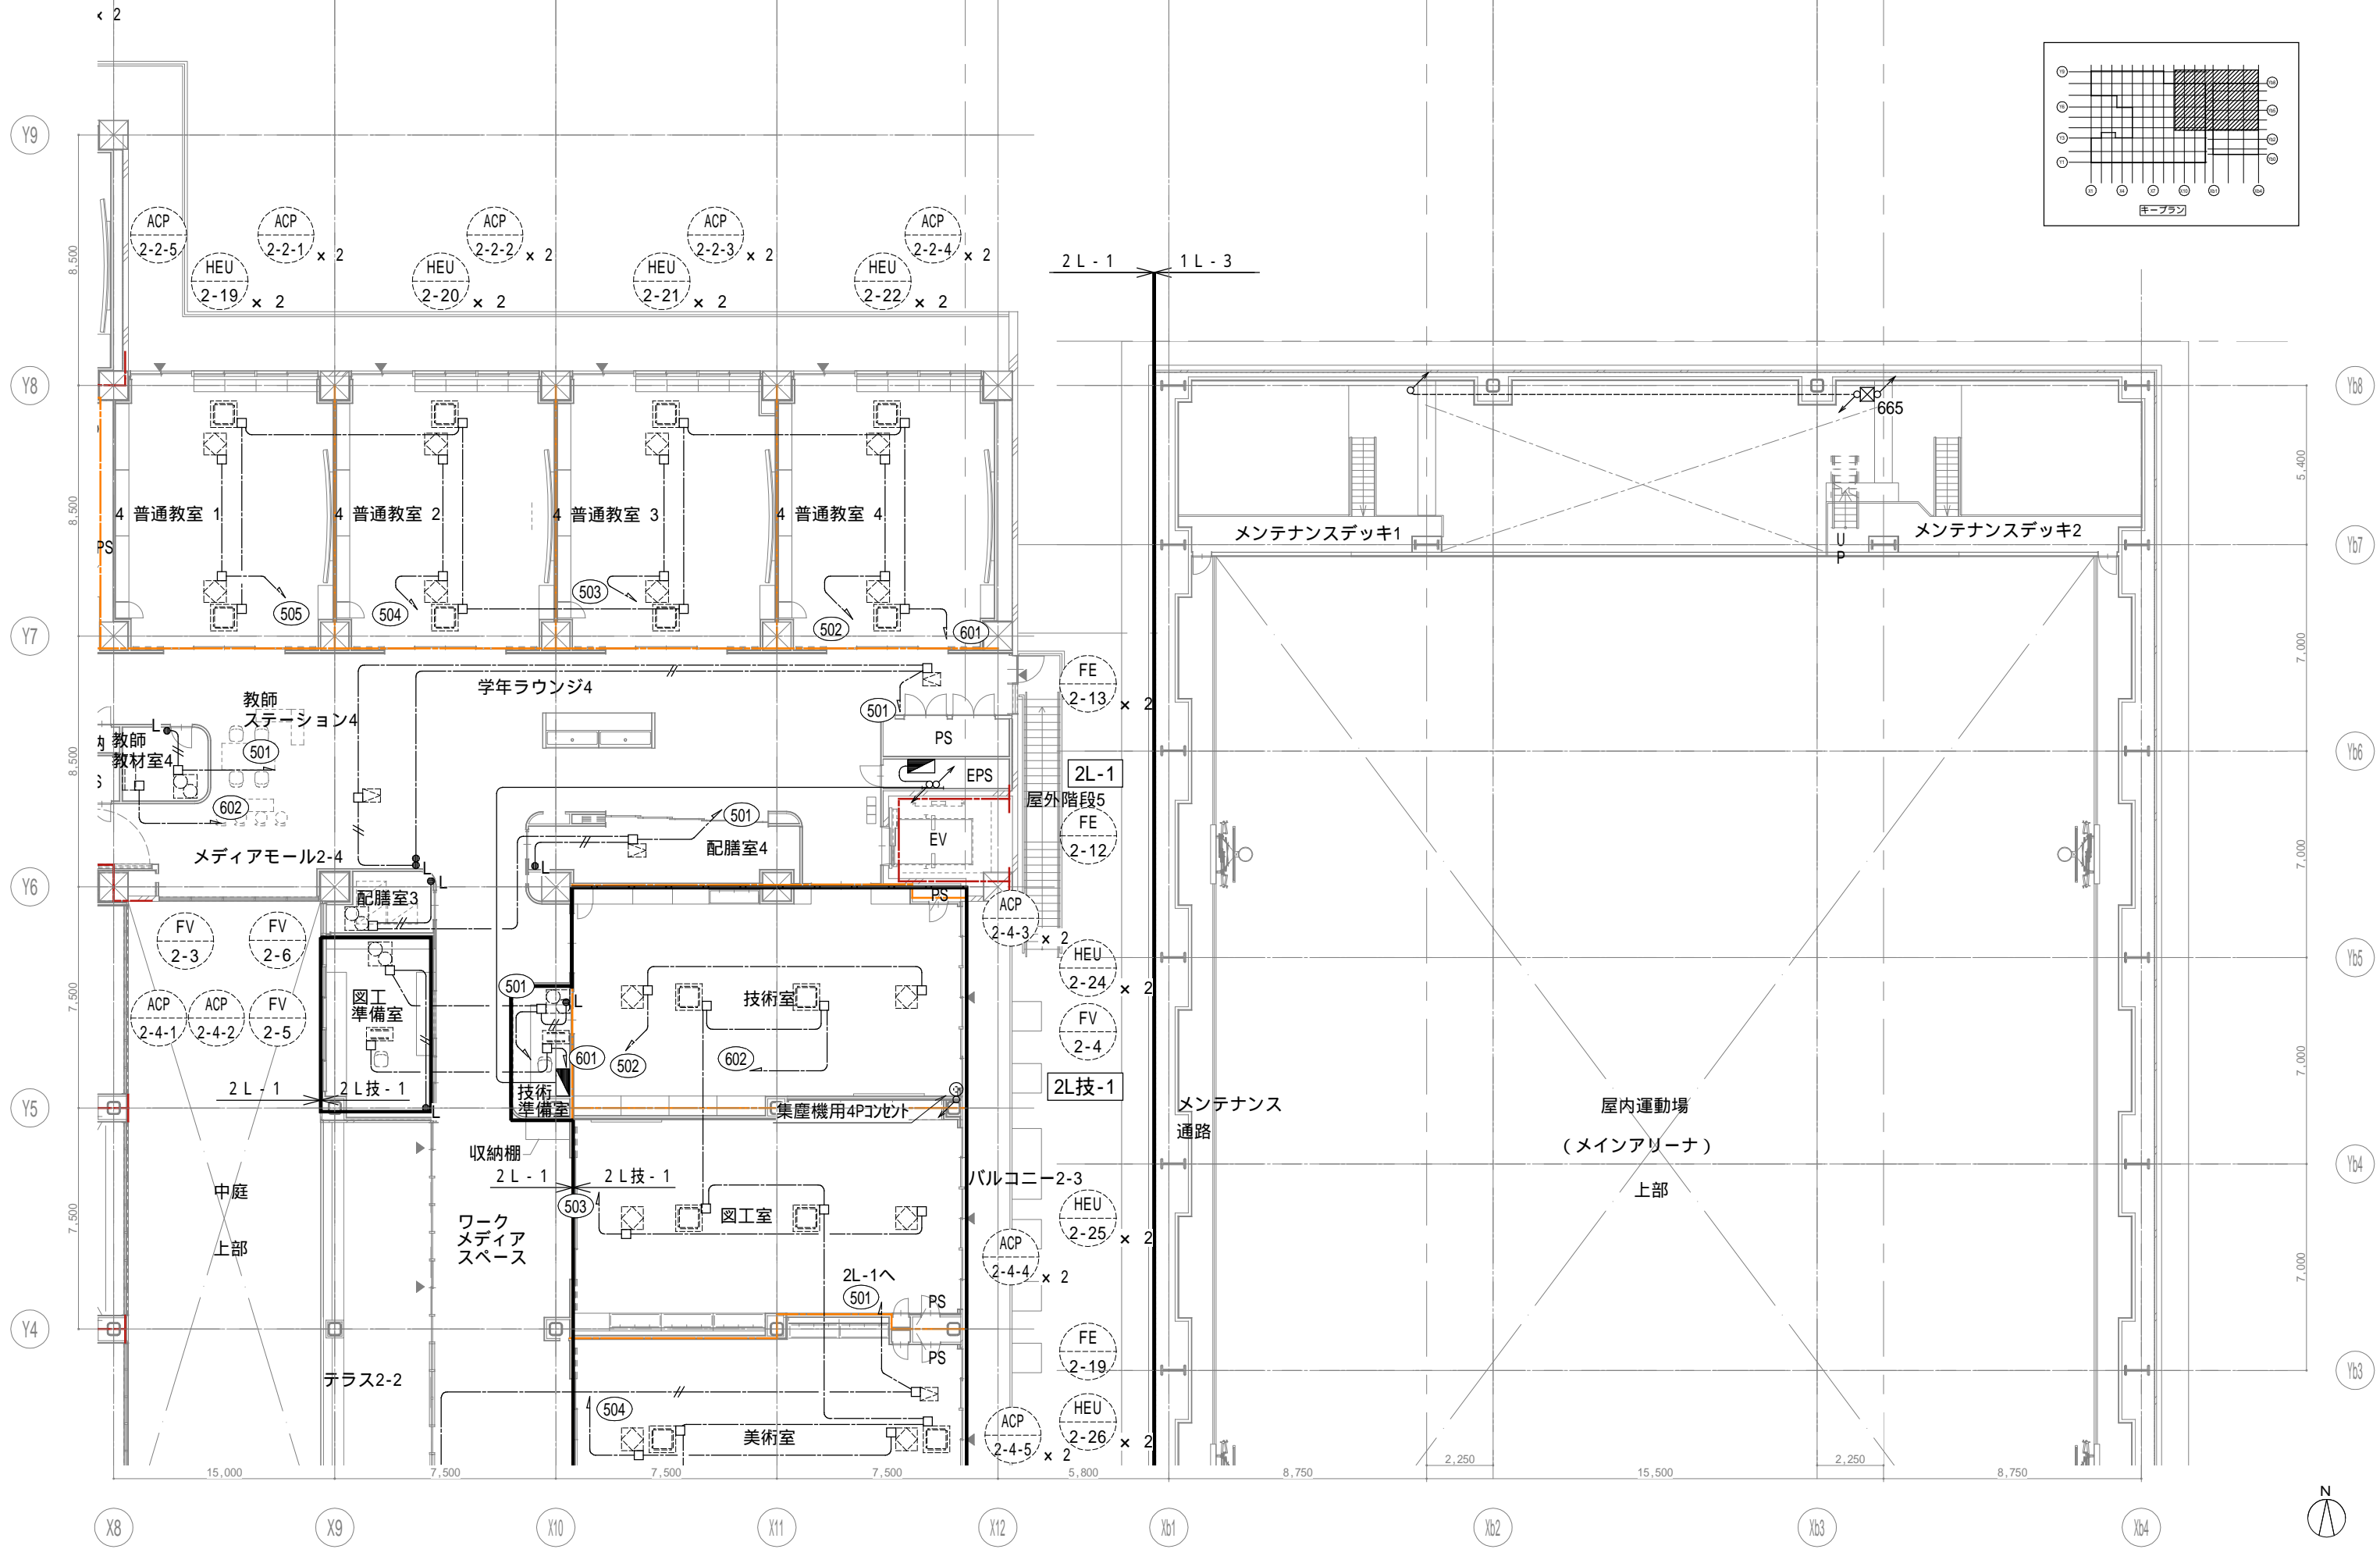 × 2
Y9
Y6
Y3
Y1
Yb8
Yb5
Yb2
Yb0
X1
X4
X7
X10
Xb1
Xb4
キープラン
Y9
ACP
2-2-5
ACP
2-2-1
× 2
ACP
2-2-2
× 2
ACP
2-2-3
× 2
ACP
2-2-4
× 2
HEU
2-19
× 2
HEU
2-20
× 2
HEU
2-21
× 2
HEU
2-22
× 2
8,500
2L-1
1L-3
Y8
Yb8
665
8,500
4 普通教室 1
4 普通教室 2
4 普通教室 3
4 普通教室 4
PS
5,400
メンテナンスデッキ1
メンテナンスデッキ2
UP
Yb7
505
504
503
502
601
Y7
7,000
学年ラウンジ4
教師
ステーション4
501
501
FE
2-13
× 2
L
教師
教材室4
PS
EPS
2L-1
Yb6
8,500
602
屋外階段5
501
FE
2-12
EV
配膳室4
メディアモール2-4
L
L
L
7,000
Y6
配膳室3
PS
FV
2-3
FV
2-6
ACP
2-4-3
× 2
HEU
2-24
× 2
Yb5
501
図工
準備室
技術室
L
ACP
2-4-1
ACP
2-4-2
FV
2-5
FV
2-4
7,500
601
502
602
2L-1
2L技-1
2L技-1
7,000
Y5
L
技術
準備室
集塵機用4Pコンセント
メンテナンス
通路
屋内運動場
(メインアリーナ)
上部
収納棚
2L-1
2L技-1
Yb4
バルコニー2-3
中庭
上部
503
ワーク
メディア
スペース
図工室
HEU
2-25
× 2
7,500
ACP
2-4-4
× 2
7,000
2L-1へ
501
PS
Y4
PS
FE
2-19
Yb3
テラス2-2
504
美術室
ACP
2-4-5
× 2
HEU
2-26
× 2
15,000
7,500
7,500
7,500
5,800
8,750
2,250
15,500
2,250
8,750
N
X8
X9
X10
X11
X12
Xb1
Xb2
Xb3
Xb4